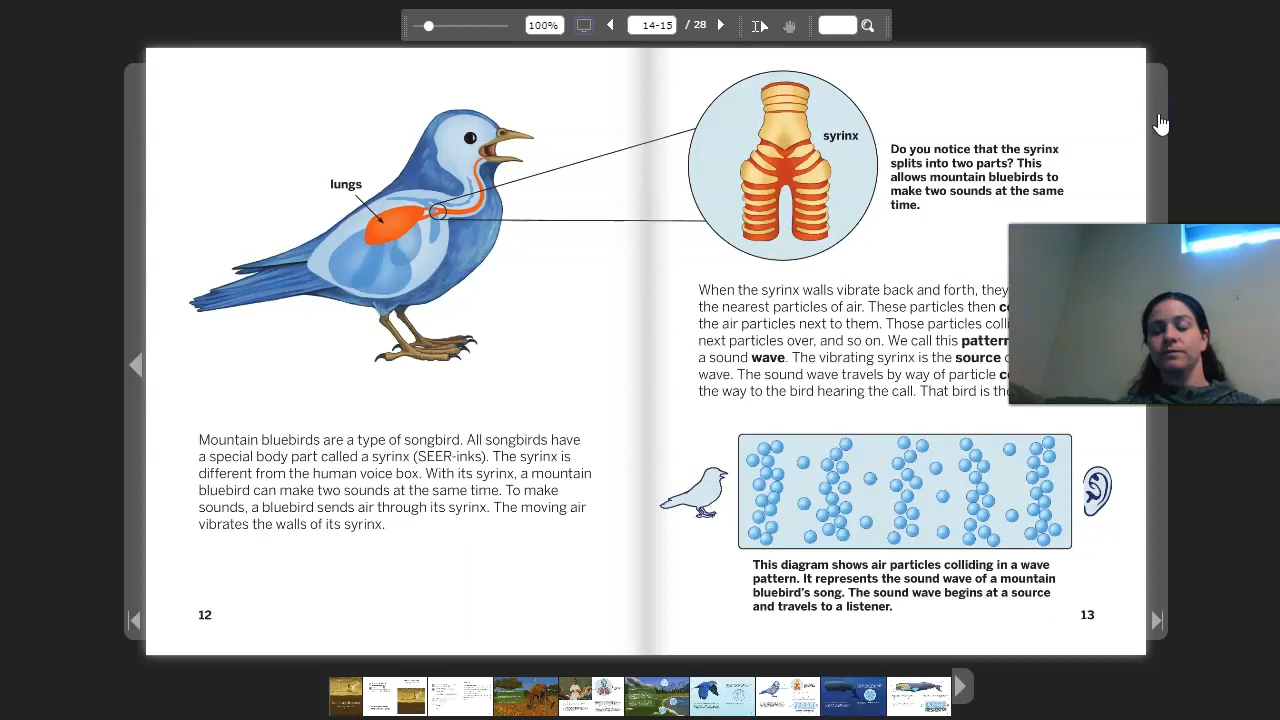 100%
14-15 / 28
lungs
syrinx
Do you notice that the syrinx
splits into two parts? This
allows mountain bluebirds to
make two sounds at the same
time.
Mountain bluebirds are a type of songbird. All songbirds have
a special body part called a syrinx (SEER-inks). The syrinx is
different from the human voice box. With its syrinx, a mountain
bluebird can make two sounds at the same time. To make
sounds, a bluebird sends air through its syrinx. The moving air
vibrates the walls of its syrinx.
12
When the syrinx walls vibrate back and forth, they
the nearest particles of air. These particles then
the air particles next to them. Those particles
next particles over, and so on. We call this pattern
a sound wave. The vibrating syrinx is the source
wave. The sound wave travels by way of particle
the way to the bird hearing the call. That bird is
This diagram shows air particles colliding in a wave
pattern. It represents the sound wave of a mountain
bluebird's song. The sound wave begins at a source
and travels to a listener.
13